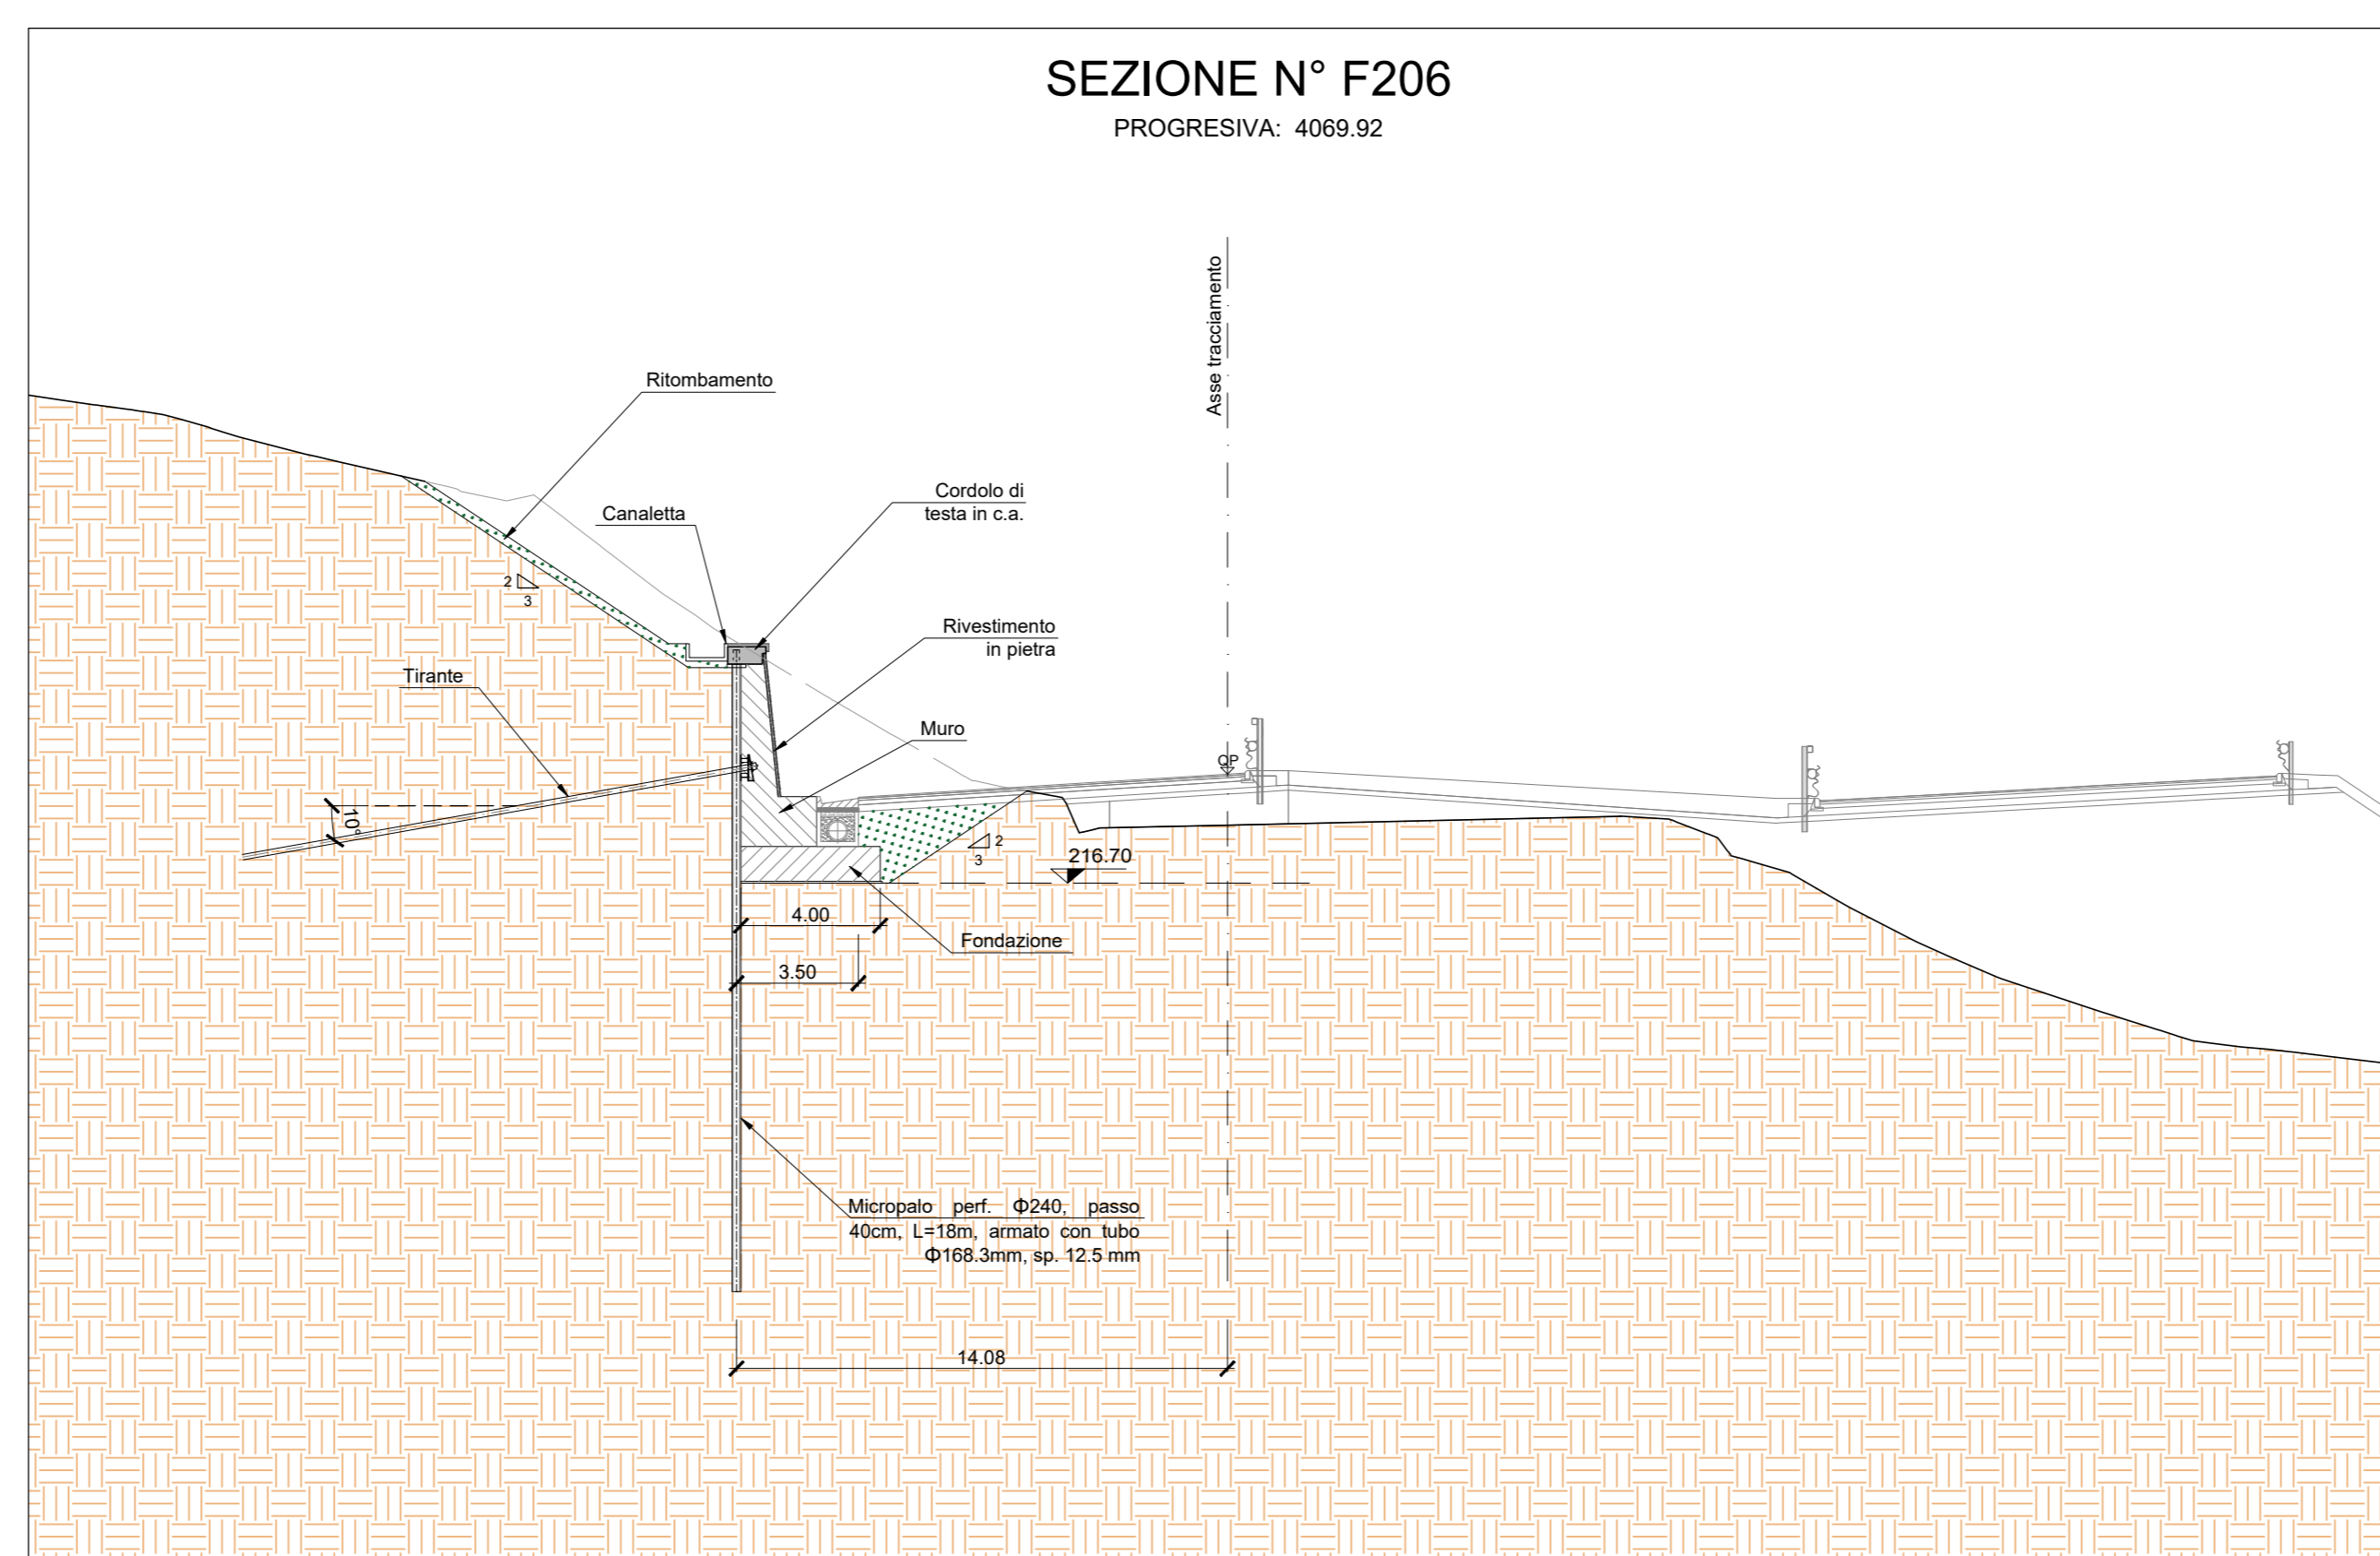 SEZIONE N° F206
PROGRESIVA: 4069.92
Asse tracciamento
Ritombamento
Cordolo di
testa in c.a.
Canaletta
2
3
Rivestimento
in pietra
Tirante
Muro
QP
10°
2
3
216.70
4.00
Fondazione
3.50
Micropalo perf. Φ240, passo
40cm, L=18m, armato con tubo
Φ168.3mm, sp. 12.5 mm
14.08